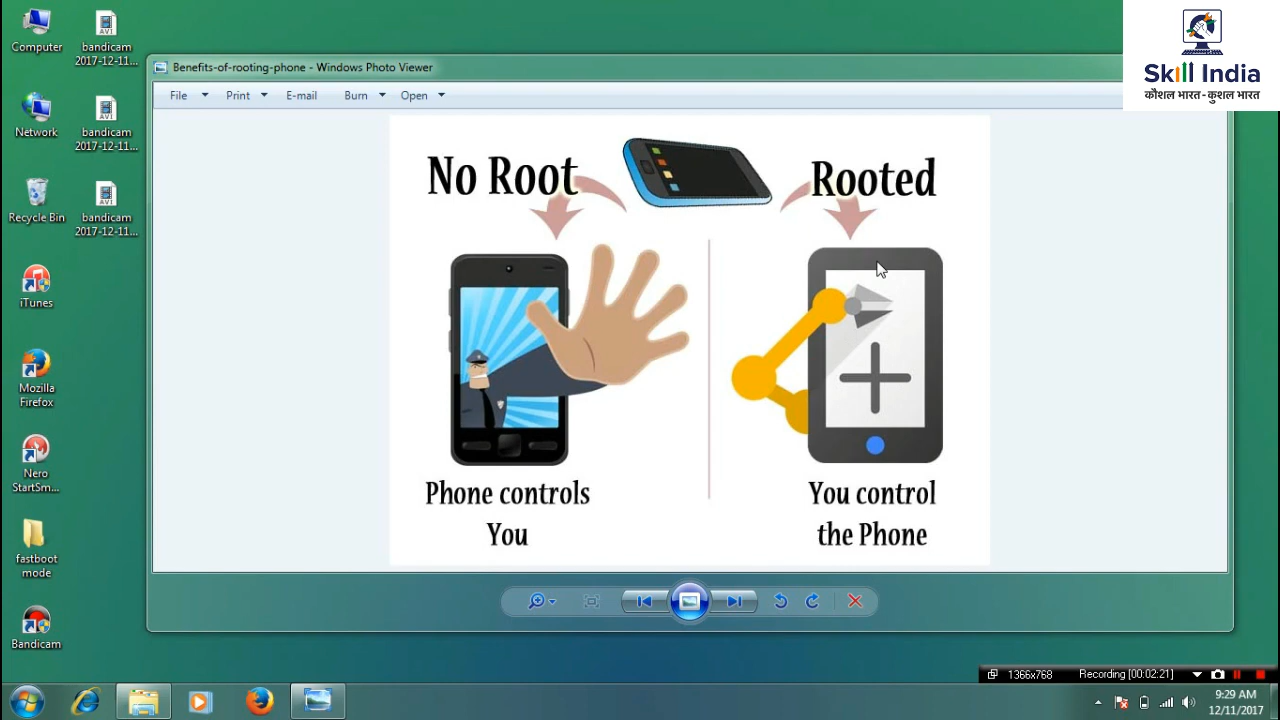 Computer
bandicam
2017-12-11...
Network
bandicam
2017-12-11...
Recycle Bin
bandicam
2017-12-11...
iTunes
Mozilla
Firefox
Nero
StartSm...
fastboot
mode
Bandicam
Benefits-of-rooting-phone - Windows Photo Viewer
File
Print
E-mail
Burn
Open
Skill India
कौशल भारत - कुशल भारत
No Root
Rooted
Phone controls
You
You control
the Phone
1366x768
Recording [00:02:21]
9:29 AM
12/11/2017